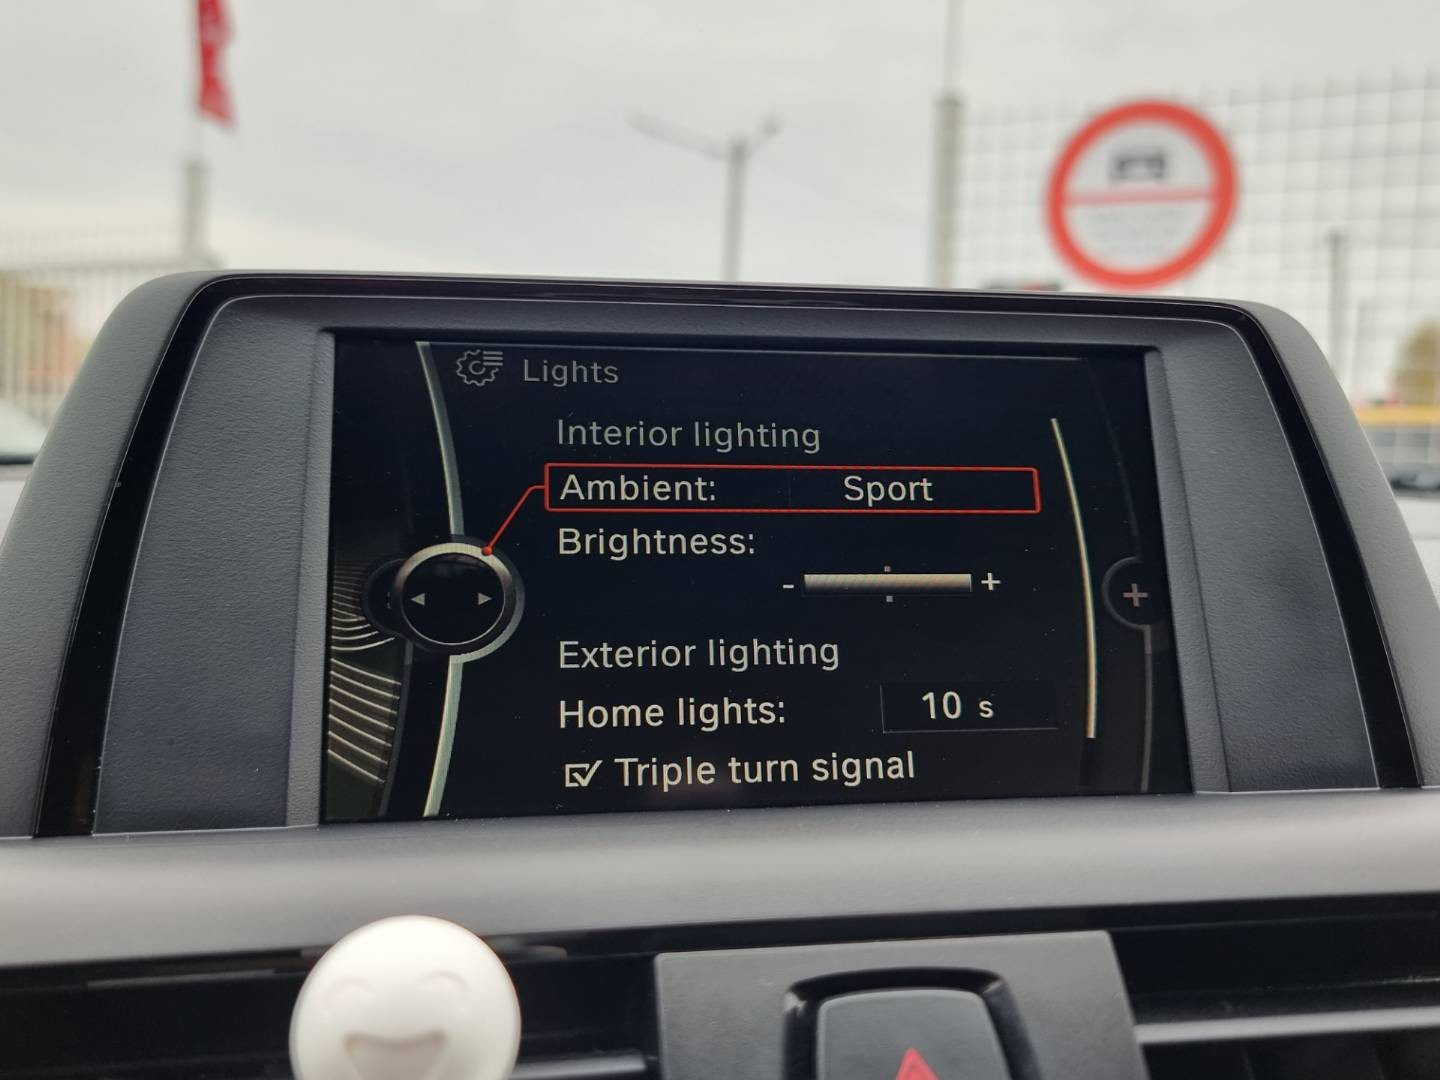 Lights
Interior lighting
Ambient: Sport
Brightness:
- +
Exterior lighting
Home lights: 10 s
Triple turn signal